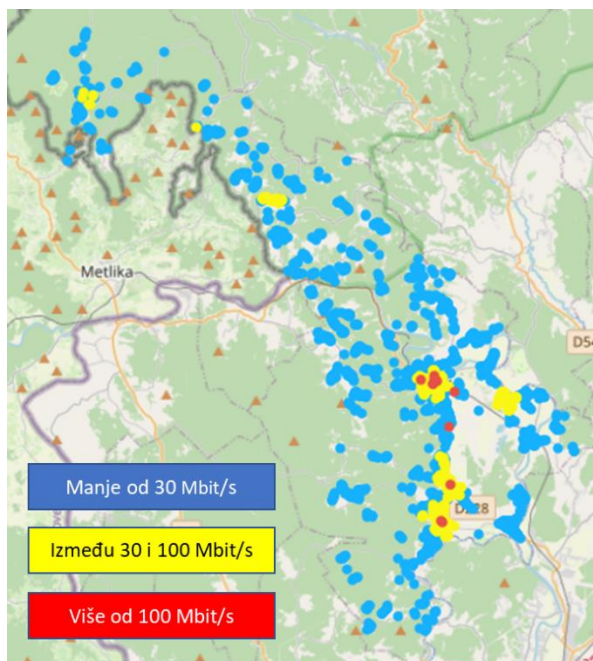 Metlika
D54
Manje od 30 Mbit/s
D228
Između 30 i 100 Mbit/s
Više od 100 Mbit/s